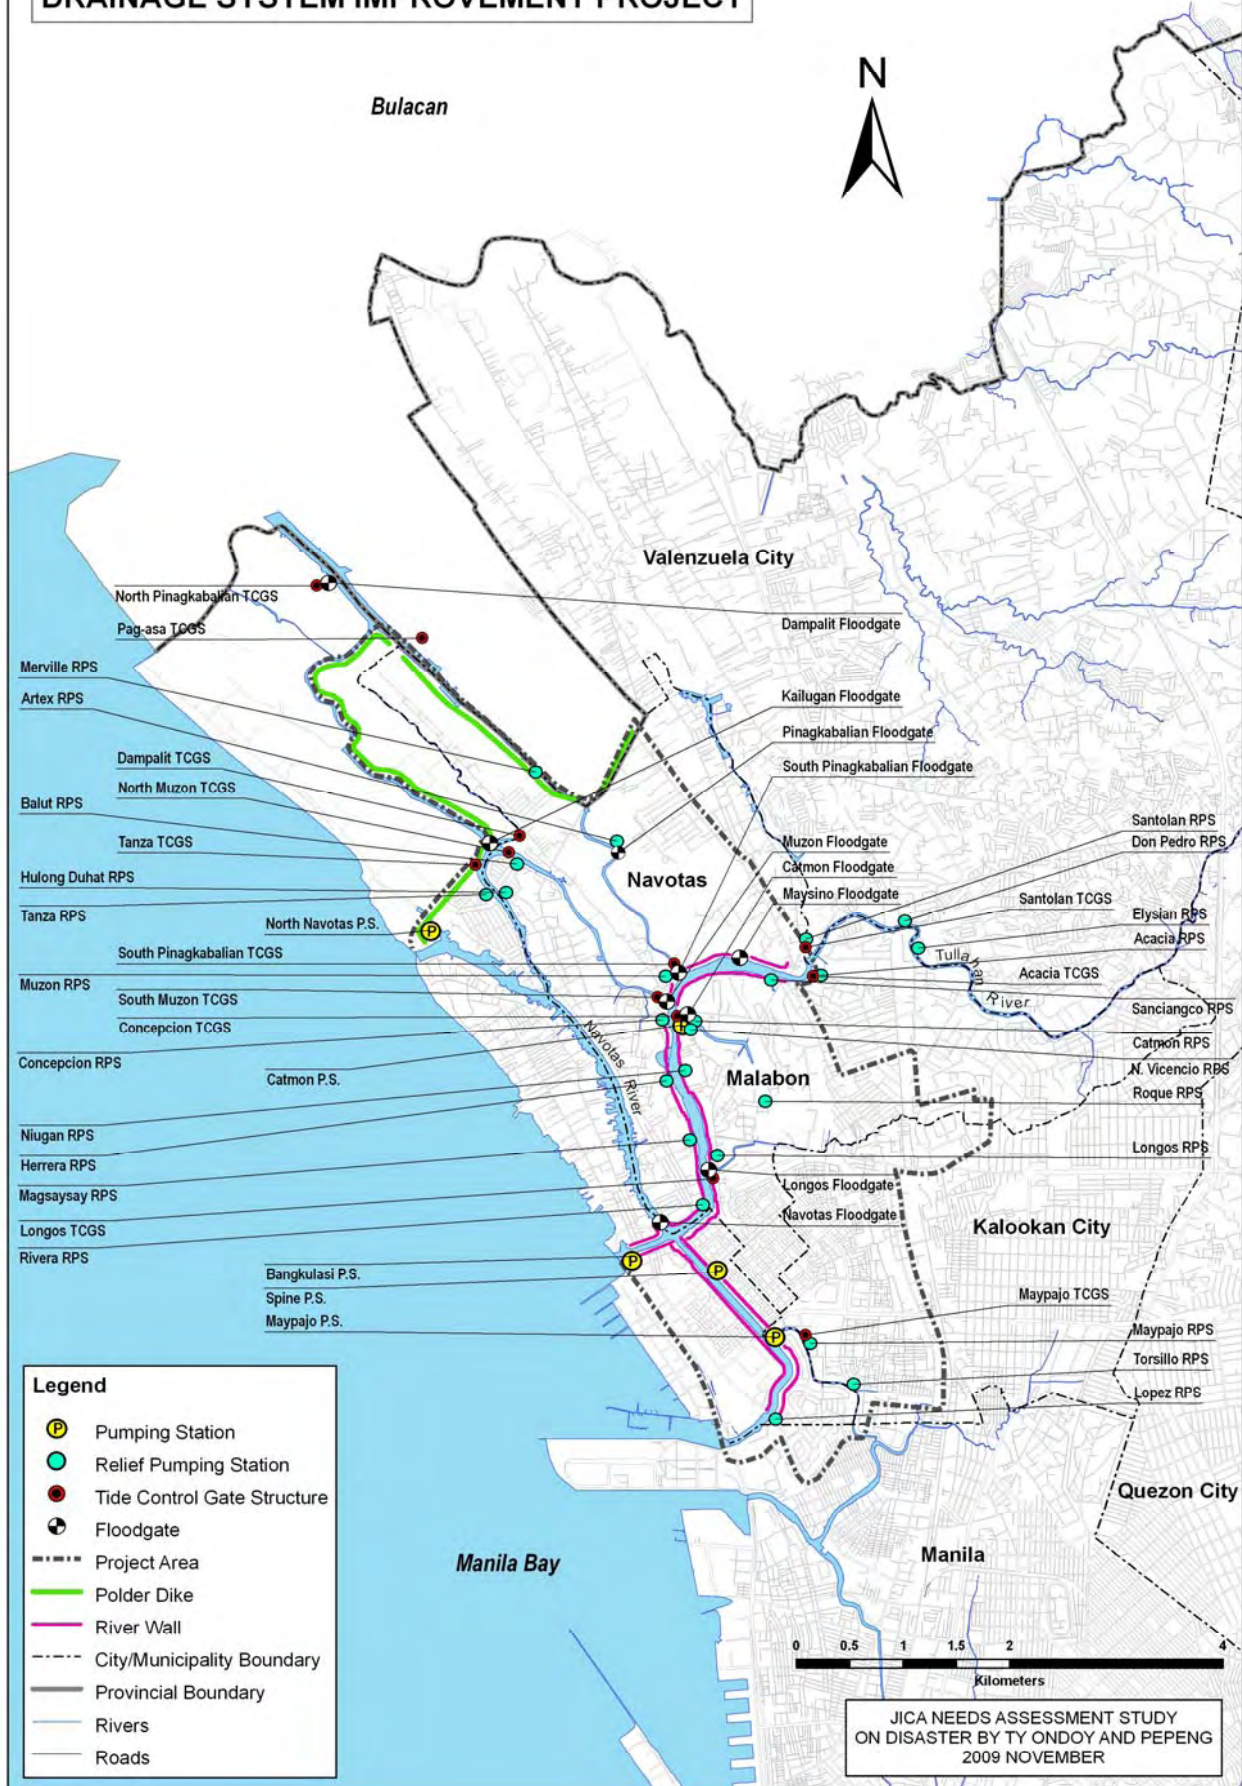 DRAINAGE SYSTEM IMPROVEMENT PROJECT
N
Bulacan
Valenzuela City
North Pinagkabalian TCGS
Dampalit Floodgate
Pag-asa TCGS
Merville RPS
Kailugan Floodgate
Artex RPS
Pinagkabalian Floodgate
Dampalit TCGS
South Pinagkabalian Floodgate
North Muzon TCGS
Balut RPS
Santolan RPS
Tanza TCGS
Muzon Floodgate
Don Pedro RPS
Catmon Floodgate
Hulong Duhat RPS
Navotas
Maysino Floodgate
Santolan TCGS
Tanza RPS
Elysian RPS
North Navotas P.S.
Acacia RPS
South Pinagkabalian TCGS
Tullahan River
Acacia TCGS
Muzon RPS
South Muzon TCGS
Sanciangco RPS
Concepcion TCGS
Navotas River
Catmon RPS
Concepcion RPS
N. Vicencio RPS
Catmon P.S.
Malabon
Roque RPS
Niugan RPS
Longos RPS
Herrera RPS
Longos Floodgate
Magsaysay RPS
Navotas Floodgate
Kalookan City
Longos TCGS
Rivera RPS
Bangkulasi P.S.
Spine P.S.
Maypajo TCGS
Maypajo P.S.
Maypajo RPS
Torsillo RPS
Lopez RPS
P
P
P
P
P
Quezon City
Manila
Manila Bay
Legend
P Pumping Station
Relief Pumping Station
Tide Control Gate Structure
Floodgate
Project Area
Polder Dike
River Wall
City/Municipality Boundary
Provincial Boundary
Rivers
Roads
0 0.5 1 1.5 2 4
Kilometers
JICA NEEDS ASSESSMENT STUDY
ON DISASTER BY TY ONDOY AND PEPENG
2009 NOVEMBER